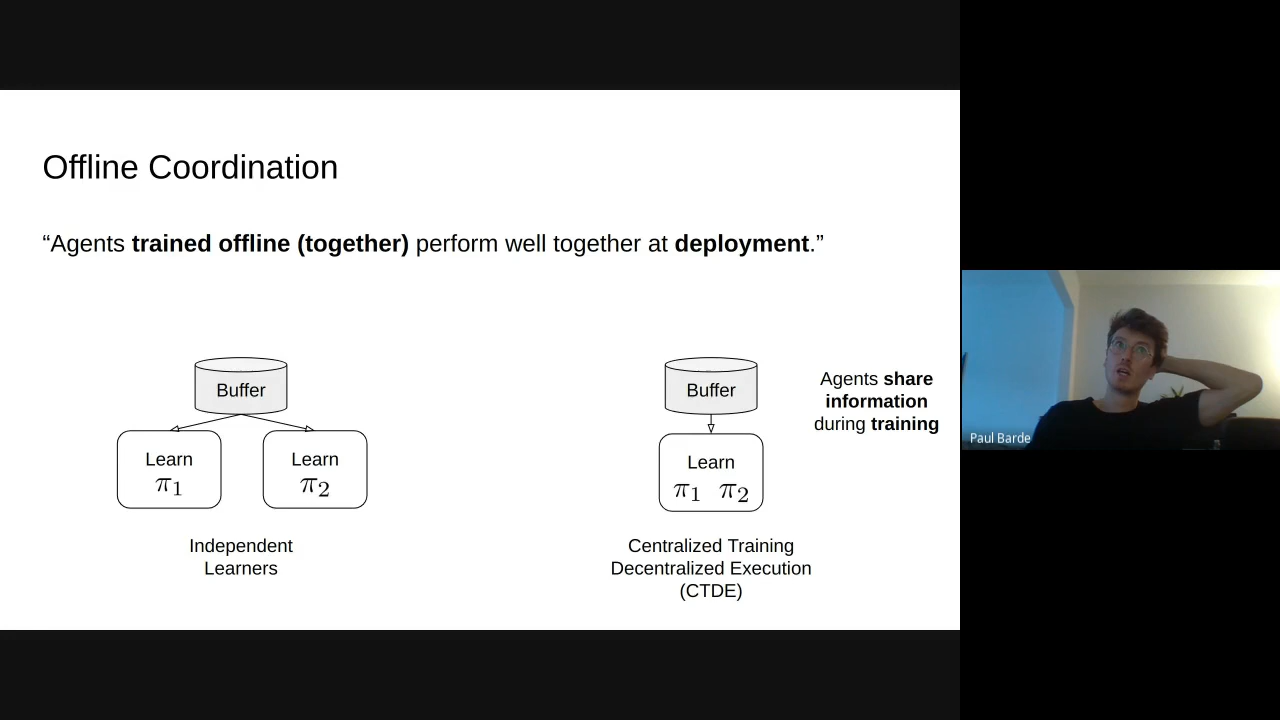 Offline Coordination
“Agents trained offline (together) perform well together at deployment.”
Buffer
Learn
π1
Learn
π2
Independent
Learners
Buffer
Learn
π1 π2
Centralized Training
Decentralized Execution
(CTDE)
Agents share
information
during training
Paul Barde